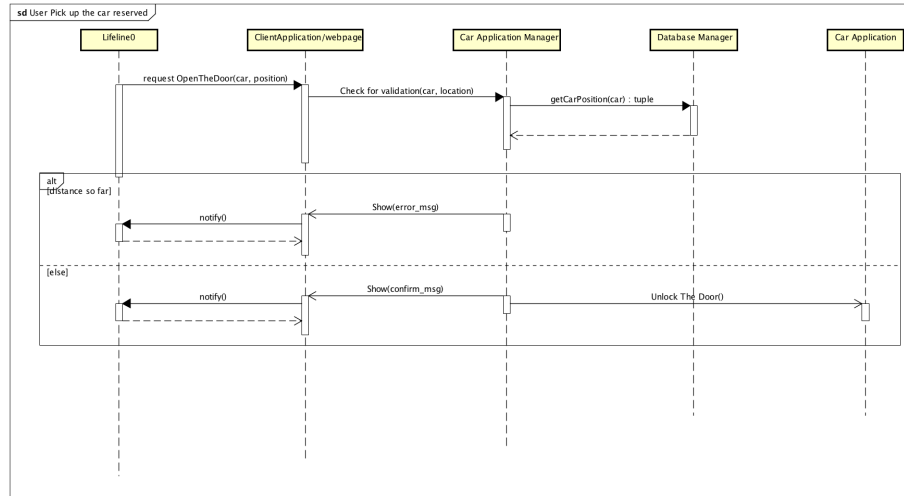 sd User Pick up the car reserved
Lifeline0
ClientApplication/webpage
Car Application Manager
Database Manager
Car Application
request OpenTheDoor(car, position)
Check for validation(car, location)
getCarPosition(car) : tuple
alt
[distance so far]
Show(error_msg)
notify()
[else]
Show(confirm_msg)
notify()
Unlock The Door()